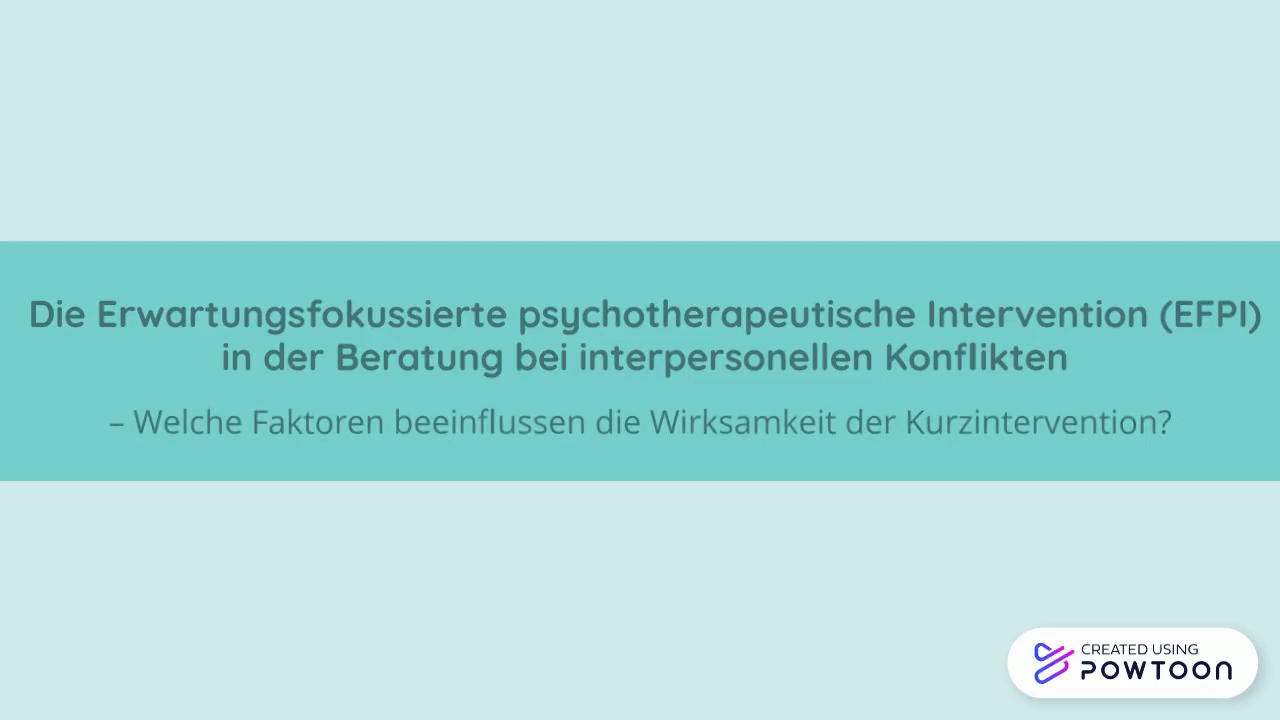 Die Erwartungsfokussierte psychotherapeutische Intervention (EFPI)
in der Beratung bei interpersonellen Konflikten
– Welche Faktoren beeinflussen die Wirksamkeit der Kurzintervention?
CREATED USING
POWTOON